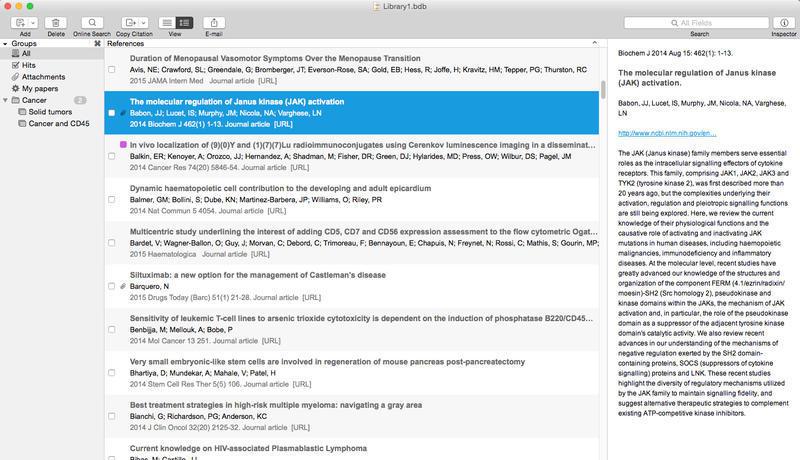 Library1.bdb
Add
Delete
Online Search
Copy Citation
View
E-mail
All Fields
Search
Inspector
Groups
All
Hits
Attachments
My papers
Cancer 2
Solid tumors
Cancer and CD45
References
Duration of Menopausal Vasomotor Symptoms Over the Menopause Transition
Avis, NE; Crawford, SL; Greendale, G; Bromberger, JT; Everson-Rose, SA; Gold, EB; Hess, R; Joffe, H; Kravitz, HM; Tepper, PG; Thurston, RC
2015 JAMA Intern Med Journal article [URL]
The molecular regulation of Janus kinase (JAK) activation
Babon, JJ; Lucet, IS; Murphy, JM; Nicola, NA; Varghese, LN
2014 Biochem J 462(1) 1-13. Journal article [URL]
In vivo localization of (9)(0)Y and (1)(7)(7)Lu radioimmunoconjugates using Cerenkov luminescence imaging in a disseminat...
Balkin, ER; Kenoyer, A; Orozco, JJ; Hernandez, A; Shadman, M; Fisher, DR; Green, DJ; Hylarides, MD; Press, OW; Wilbur, DS; Pagel, JM
2014 Cancer Res 74(20) 5846-54. Journal article [URL]
Dynamic haematopoietic cell contribution to the developing and adult epicardium
Balmer, GM; Bollini, S; Dube, KN; Martinez-Barbera, JP; Williams, O; Riley, PR
2014 Nat Commun 5 4054. Journal article [URL]
Multicentric study underlining the interest of adding CD5, CD7 and CD56 expression assessment to the flow cytometric Ogat...
Bardet, V; Wagner-Ballon, O; Guy, J; Morvan, C; Debord, C; Trimoreau, F; Bennayoun, E; Chapuis, N; Freynet, N; Rossi, C; Mathis, S; Gourin, MP;
2015 Haematologica Journal article [URL]
Siltuximab: a new option for the management of Castleman's disease
Barquero, N
2015 Drugs Today (Barc) 51(1) 21-28. Journal article [URL]
Sensitivity of leukemic T-cell lines to arsenic trioxide cytotoxicity is dependent on the induction of phosphatase B220/CD45...
Benbijja, M; Mellouk, A; Bobe, P
2014 Mol Cancer 13 251. Journal article [URL]
Very small embryonic-like stem cells are involved in regeneration of mouse pancreas post-pancreatectomy
Bhartiya, D; Mundekar, A; Mahale, V; Patel, H
2014 Stem Cell Res Ther 5(5) 106. Journal article [URL]
Best treatment strategies in high-risk multiple myeloma: navigating a gray area
Bianchi, G; Richardson, PG; Anderson, KC
2014 J Clin Oncol 32(20) 2125-32. Journal article [URL]
Current knowledge on HIV-associated Plasmablastic Lymphoma
Biochem J 2014 Aug 15: 462(1): 1-13.
The molecular regulation of Janus kinase
(JAK) activation.
Babon, JJ, Lucet, IS, Murphy, JM, Nicola, NA, Varghese,
LN
http://www.ncbi.nlm.nih.gov/en...
The JAK (Janus kinase) family members serve essential
roles as the intracellular signalling effectors of cytokine
receptors. This family, comprising JAK1, JAK2, JAK3 and
TYK2 (tyrosine kinase 2), was first described more than
20 years ago, but the complexities underlying their
activation, regulation and pleiotropic signalling functions
are still being explored. Here, we review the current
knowledge of their physiological functions and the
causative role of activating and inactivating JAK
mutations in human diseases, including haemopoietic
malignancies, immunodeficiency and inflammatory
diseases. At the molecular level, recent studies have
greatly advanced our knowledge of the structures and
organization of the component FERM (4.1/ezrin/radixin/
moesin)-SH2 (Src homology 2), pseudokinase and
kinase domains within the JAKs, the mechanism of JAK
activation and, in particular, the role of the pseudokinase
domain as a suppressor of the adjacent tyrosine kinase
domain's catalytic activity. We also review recent
advances in our understanding of the mechanisms of
negative regulation exerted by the SH2 domain-
containing proteins, SOCS (suppressors of cytokine
signalling) proteins and LNK. These recent studies
highlight the diversity of regulatory mechanisms utilized
by the JAK family to maintain signalling fidelity, and
suggest alternative therapeutic strategies to complement
existing ATP-competitive kinase inhibitors.